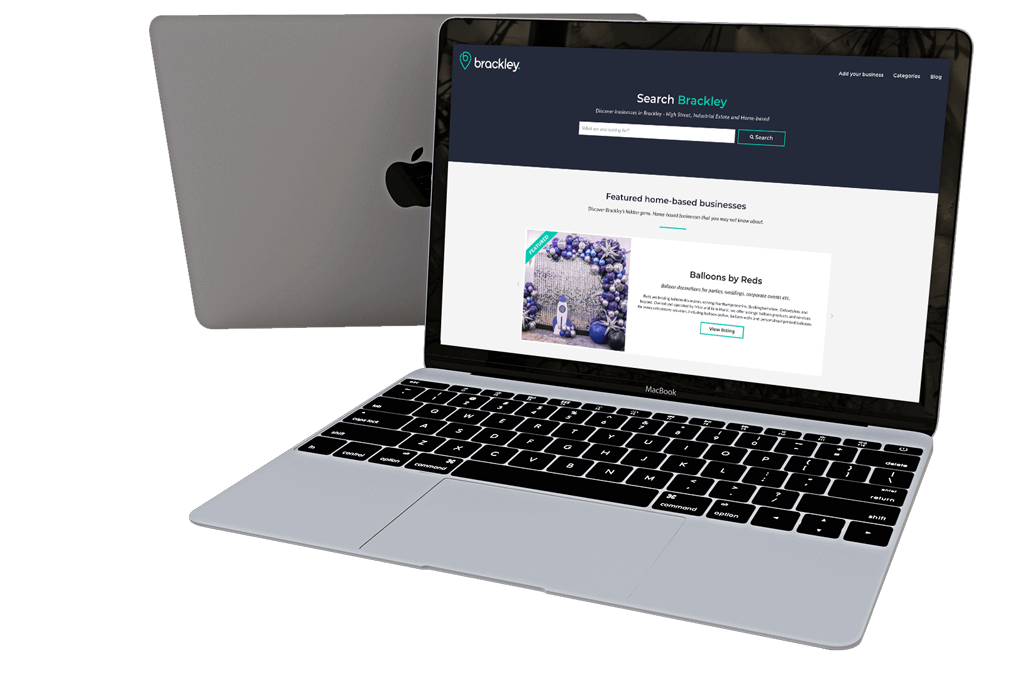 brackley.
Add your business Categories Blog
Search Brackley
Discover businesses in Brackley - High Street, Industrial Estate and Home-based
What are you looking for?
Search
Featured home-based businesses
Discover Brackley's hidden gems. Home-based businesses that you may not know about.
FEATURED
Balloons by Reds
Balloon decorations for parties, weddings, corporate events etc.
View listing
MacBook
esc
delete
tab Q W E R T Y U I O P
caps lock A S D F G H J K L
enter
return
shift Z X C V B N M
shift
fn control option command
command option